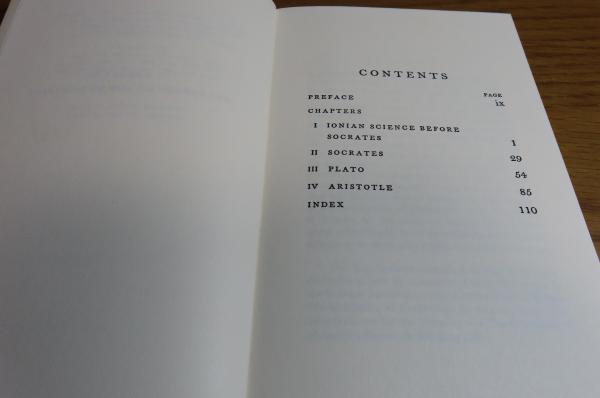 CONTENTS
PAGE
PREFACE ix
CHAPTERS
I IONIAN SCIENCE BEFORE
SOCRATES 1
II SOCRATES 29
III PLATO 54
IV ARISTOTLE 85
INDEX 110